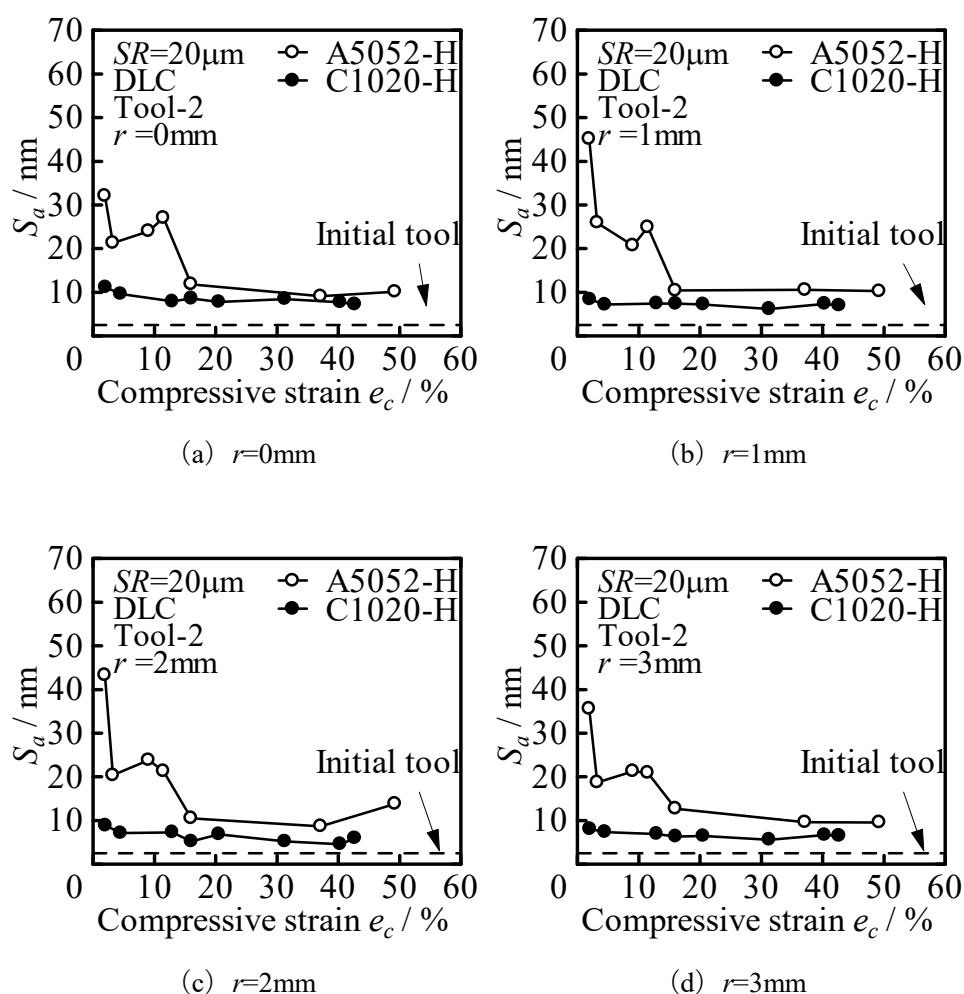 70
60
50
40
30
20
10
0
Sa / nm
SR=20μm
DLC
Tool-2
r =0mm
A5052-H
C1020-H
Initial tool
10 20 30 40 50 60
Compressive strain ec / %
(a) r=0mm
70
60
50
40
30
20
10
0
Sa / nm
SR=20μm
DLC
Tool-2
r =1mm
A5052-H
C1020-H
Initial tool
10 20 30 40 50 60
Compressive strain ec / %
(b) r=1mm
70
60
50
40
30
20
10
0
Sa / nm
SR=20μm
DLC
Tool-2
r =2mm
A5052-H
C1020-H
Initial tool
10 20 30 40 50 60
Compressive strain ec / %
(c) r=2mm
70
60
50
40
30
20
10
0
Sa / nm
SR=20μm
DLC
Tool-2
r =3mm
A5052-H
C1020-H
Initial tool
10 20 30 40 50 60
Compressive strain ec / %
(d) r=3mm